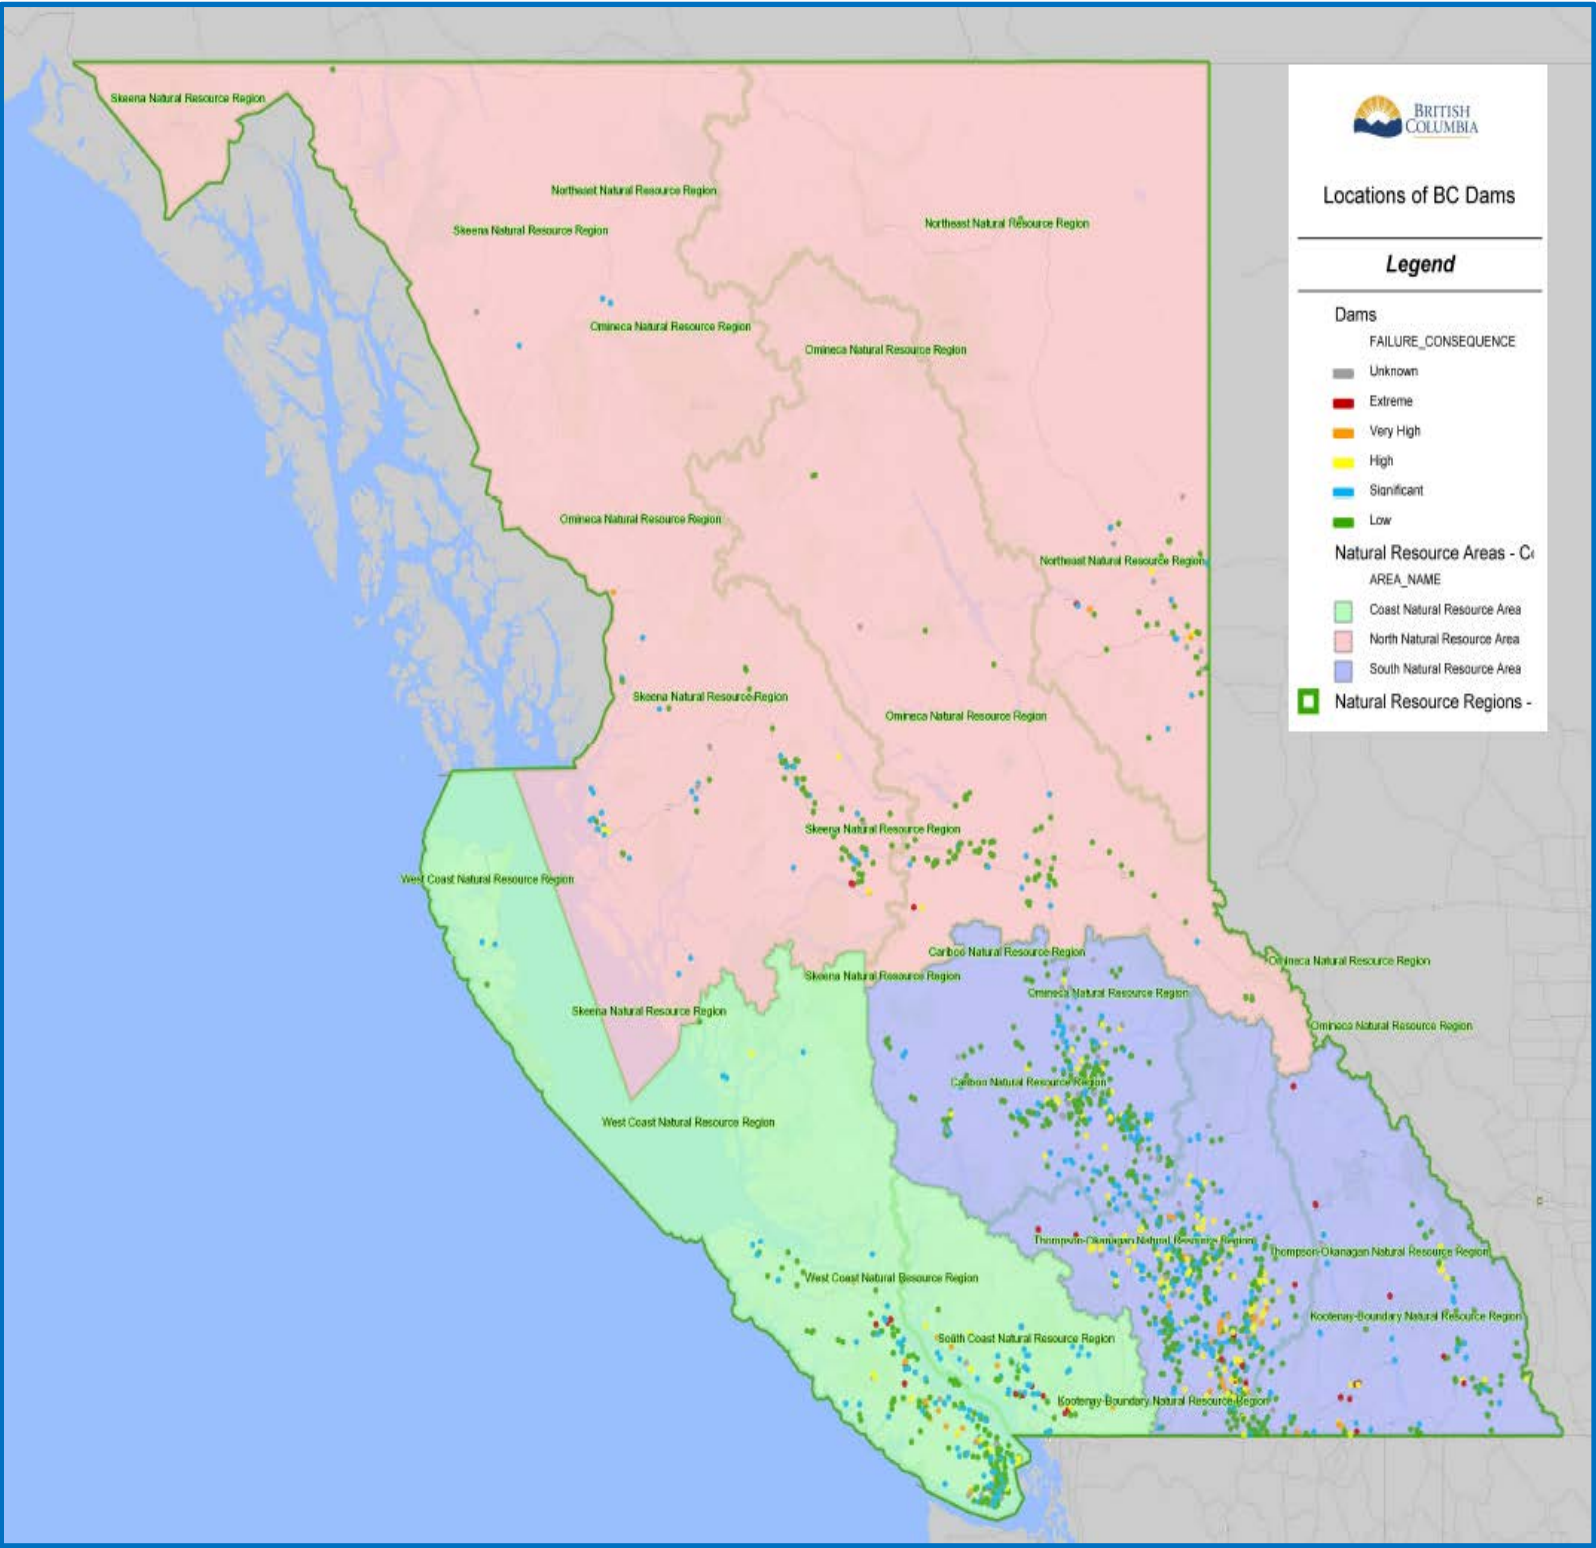 Skeena Natural Resource Region
Northeast Natural Resource Region
Skeena Natural Resource Region
Northeast Natural Resource Region
Omineca Natural Resource Region
Omineca Natural Resource Region
Omineca Natural Resource Region
Northeast Natural Resource Region
Skeena Natural Resource Region
Omineca Natural Resource Region
Skeena Natural Resource Region
West Coast Natural Resource Region
Cariboo Natural Resource Region
Omineca Natural Resource Region
Skeena Natural Resource Region
Omineca Natural Resource Region
Skeena Natural Resource Region
Omineca Natural Resource Region
Cariboo Natural Resource Region
West Coast Natural Resource Region
Thompson-Okanagan Natural Resource Region
Thompson-Okanagan Natural Resource Region
West Coast Natural Resource Region
Kootenay-Boundary Natural Resource Region
South Coast Natural Resource Region
Kootenay-Boundary Natural Resource Region
BRITISH
COLUMBIA
Locations of BC Dams
Legend
Dams
FAILURE_CONSEQUENCE
Unknown
Extreme
Very High
High
Significant
Low
Natural Resource Areas - C
AREA_NAME
Coast Natural Resource Area
North Natural Resource Area
South Natural Resource Area
Natural Resource Regions -